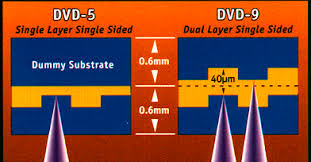 DVD-5
Single Layer Single Sided
Dummy Substrate
0.6mm
0.6mm
DVD-9
Dual Layer Single Sided
40µm